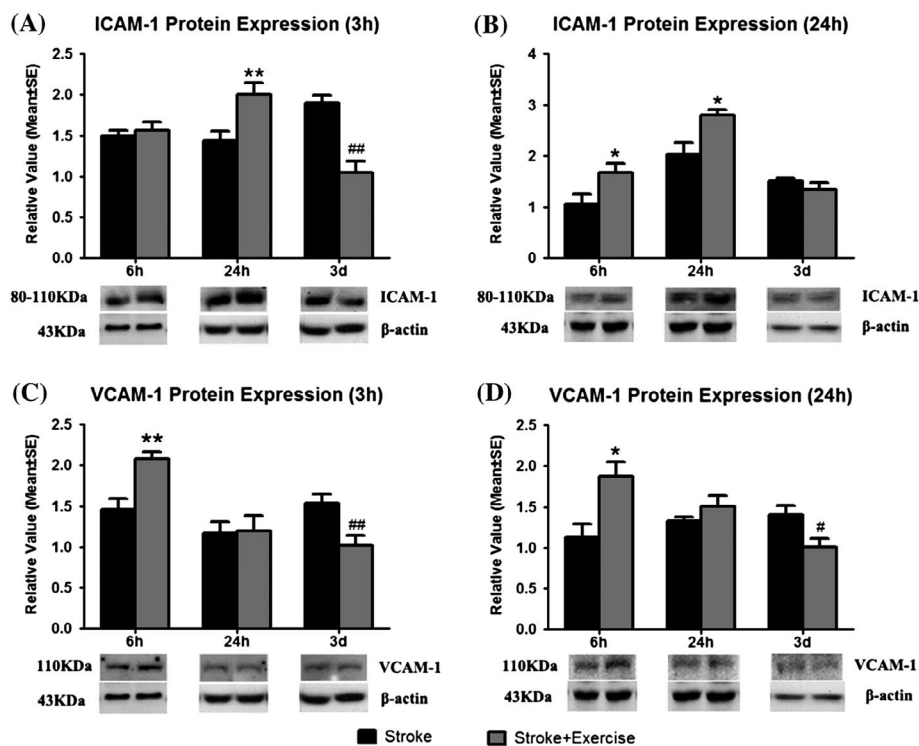 (A)
ICAM-1 Protein Expression (3h)
Relative Value (Mean±SE)
2.5
2.0
1.5
1.0
0.5
0.0
**
##
6h 24h 3d
80-110KDa ICAM-1
43KDa β-actin
(B)
ICAM-1 Protein Expression (24h)
Relative Value (Mean±SE)
4
3
2
1
0
*
*
6h 24h 3d
80-110KDa ICAM-1
43KDa β-actin
(C)
VCAM-1 Protein Expression (3h)
Relative Value (Mean±SE)
2.5
2.0
1.5
1.0
0.5
0.0
**
##
6h 24h 3d
110KDa VCAM-1
43KDa β-actin
(D)
VCAM-1 Protein Expression (24h)
Relative Value (Mean±SE)
2.5
2.0
1.5
1.0
0.5
0.0
*
#
6h 24h 3d
110KDa VCAM-1
43KDa β-actin
Stroke Stroke+Exercise